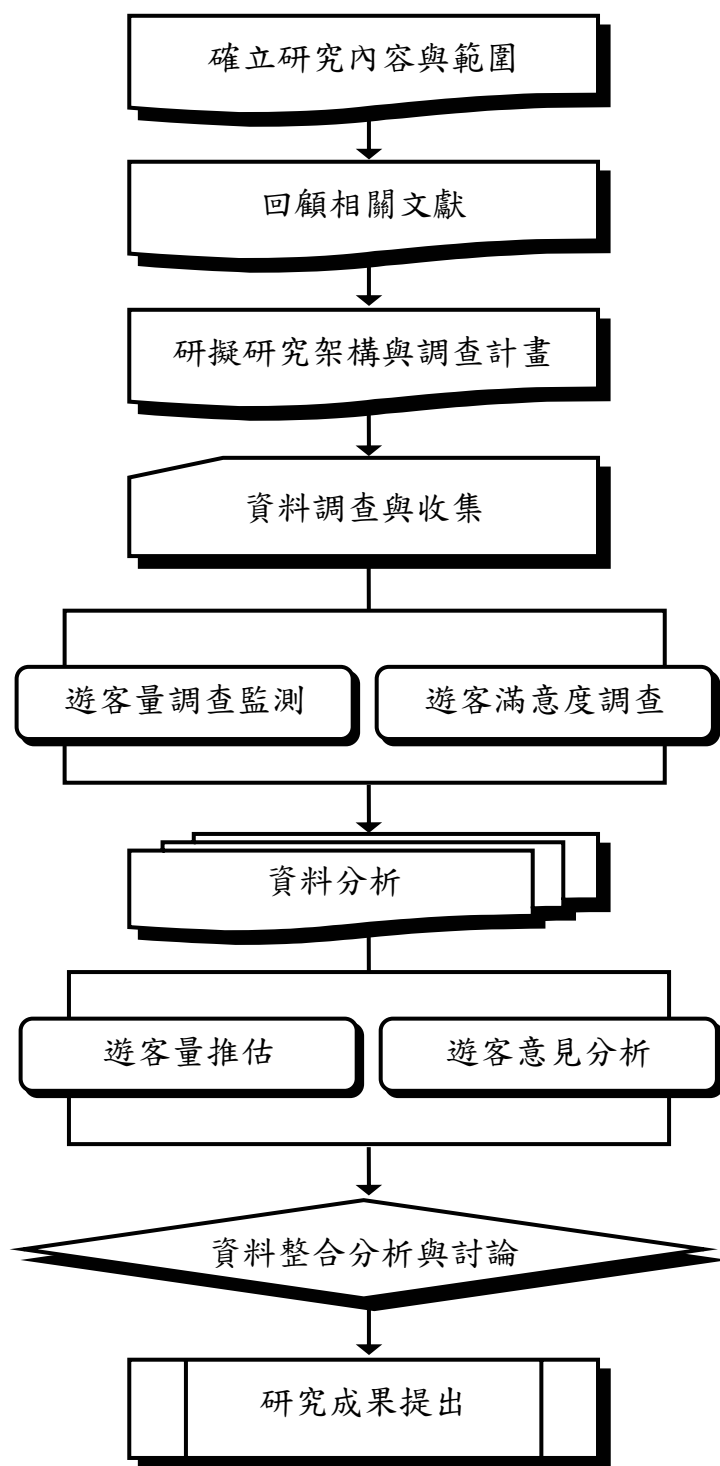 確立研究內容與範圍
回顧相關文獻
研擬研究架構與調查計畫
資料調查與收集
遊客量調查監測
遊客滿意度調查
資料分析
遊客量推估
遊客意見分析
資料整合分析與討論
研究成果提出